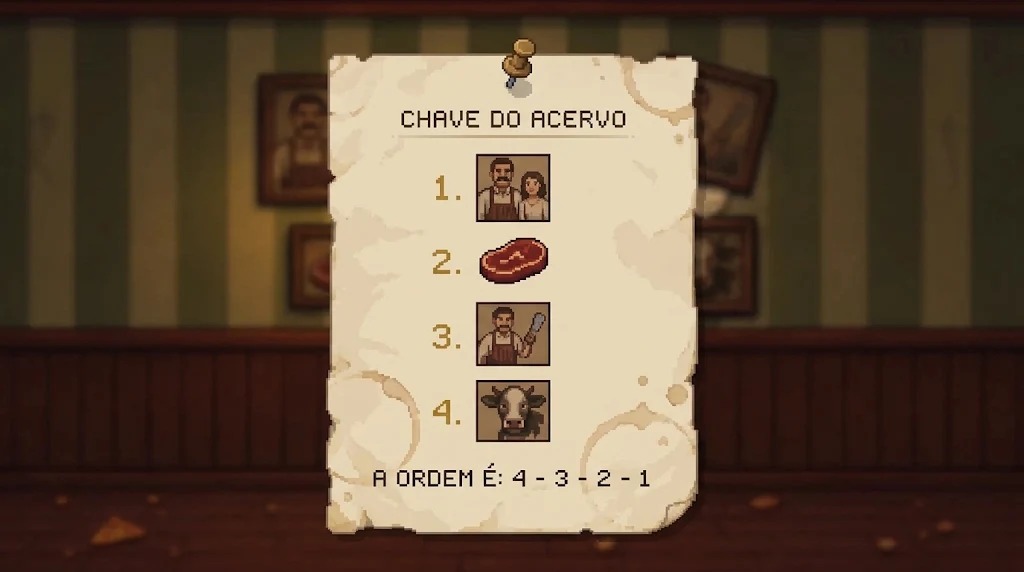 CHAVE DO ACERVO
1.
2.
3.
4.
A ORDEM É: 4 - 3 - 2 - 1